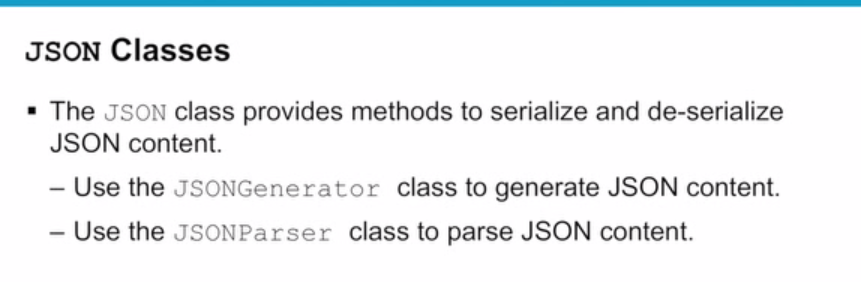 JSON Classes
▪ The JSON class provides methods to serialize and de-serialize
JSON content.
– Use the JSONGenerator class to generate JSON content.
– Use the JSONParser class to parse JSON content.